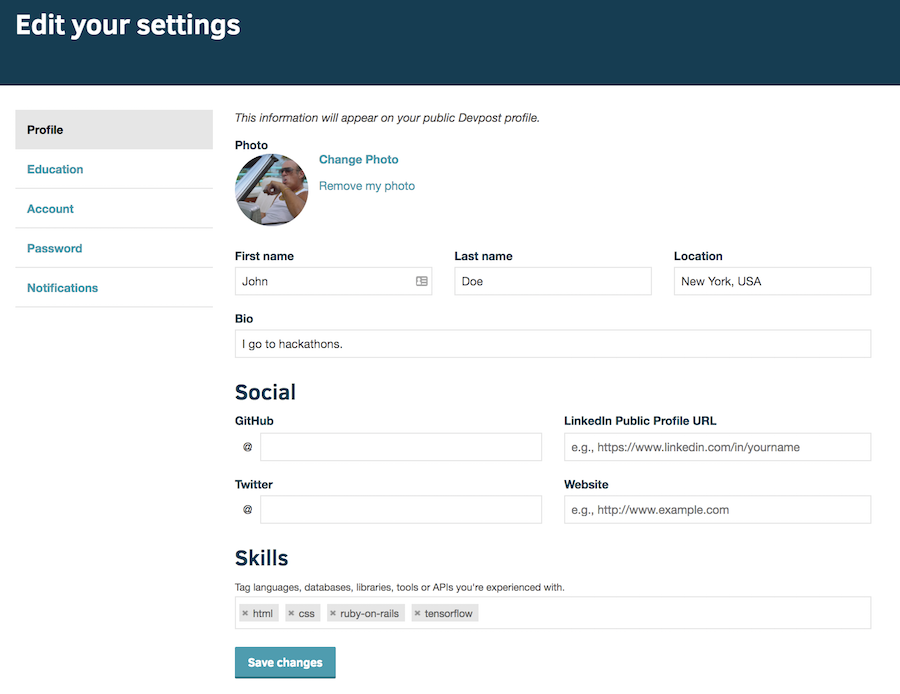 Edit your settings
Profile
Education
Account
Password
Notifications
This information will appear on your public Devpost profile.
Photo
Change Photo
Remove my photo
First name Last name Location
John Doe New York, USA
Bio
I go to hackathons.
Social
GitHub LinkedIn Public Profile URL
@ e.g., https://www.linkedin.com/in/yourname
Twitter Website
@ e.g., http://www.example.com
Skills
Tag languages, databases, libraries, tools or APIs you're experienced with.
× html × css × ruby-on-rails × tensorflow
Save changes